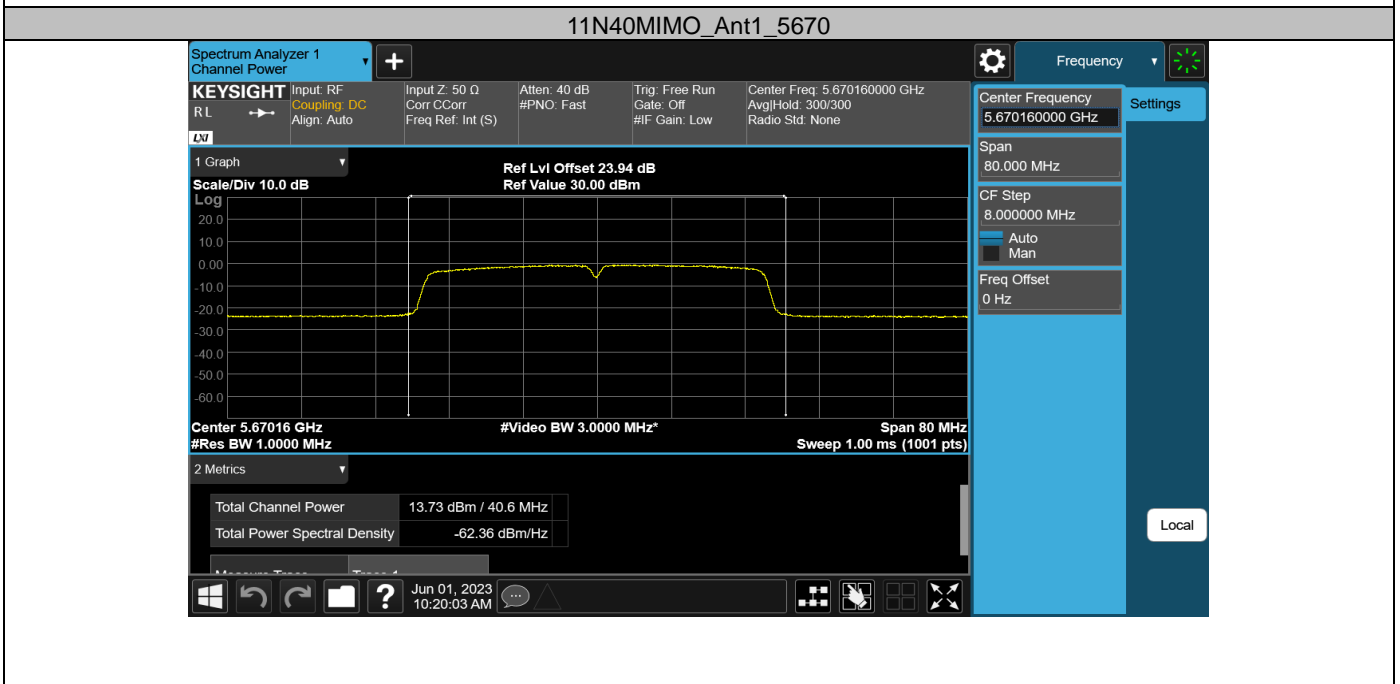 11N40MIMO_Ant1_5670
Spectrum Analyzer 1
Channel Power
+
Frequency
KEYSIGHT
R L
LXI
Input: RF
Coupling: DC
Align: Auto
Input Z: 50 Ω
Corr CCorr
Freq Ref: Int (S)
Atten: 40 dB
#PNO: Fast
Trig: Free Run
Gate: Off
#IF Gain: Low
Center Freq: 5.670160000 GHz
Avg|Hold: 300/300
Radio Std: None
Center Frequency
5.670160000 GHz
Settings
Span
80.000 MHz
CF Step
8.000000 MHz
Auto
Man
Freq Offset
0 Hz
Local
1 Graph
Scale/Div 10.0 dB
Ref Lvl Offset 23.94 dB
Ref Value 30.00 dBm
Log
20.0
10.0
0.00
-10.0
-20.0
-30.0
-40.0
-50.0
-60.0
Center 5.67016 GHz
#Res BW 1.0000 MHz
#Video BW 3.0000 MHz*
Span 80 MHz
Sweep 1.00 ms (1001 pts)
2 Metrics
Total Channel Power 13.73 dBm / 40.6 MHz
Total Power Spectral Density -62.36 dBm/Hz
Measure Trace Trace 1
?
Jun 01, 2023
10:20:03 AM